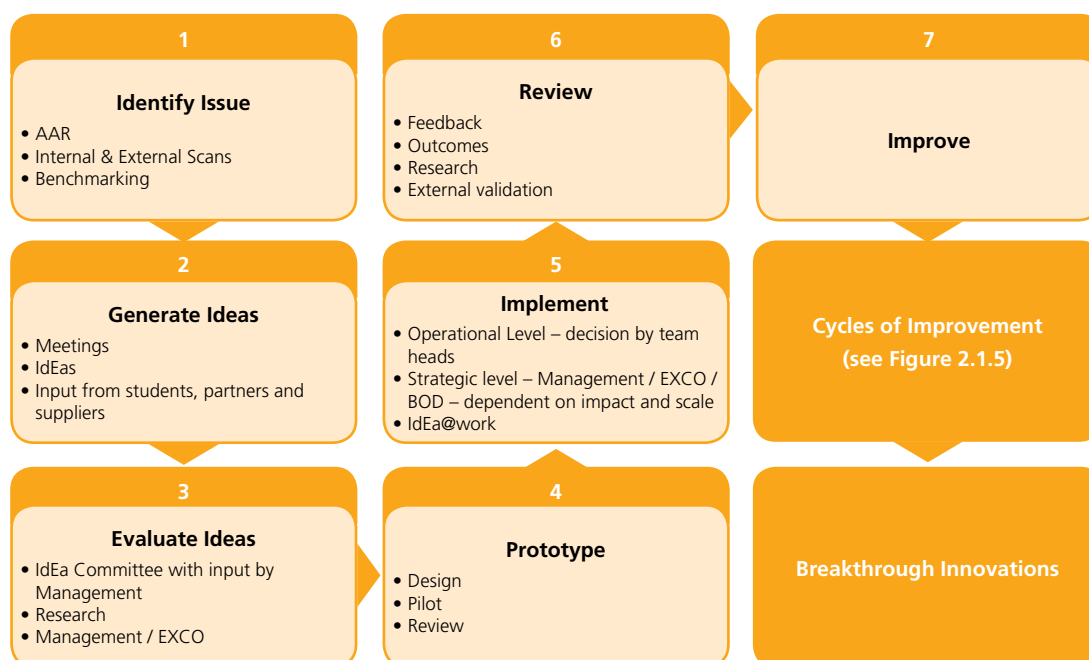 1
Identify Issue
• AAR
• Internal & External Scans
• Benchmarking
2
Generate Ideas
• Meetings
• IdEas
• Input from students, partners and
suppliers
3
Evaluate Ideas
• IdEa Committee with input by
Management
• Research
• Management / EXCO
4
Prototype
• Design
• Pilot
• Review
5
Implement
• Operational Level – decision by team
heads
• Strategic level – Management / EXCO /
BOD – dependent on impact and scale
• IdEa@work
6
Review
• Feedback
• Outcomes
• Research
• External validation
7
Improve
Cycles of Improvement
(see Figure 2.1.5)
Breakthrough Innovations